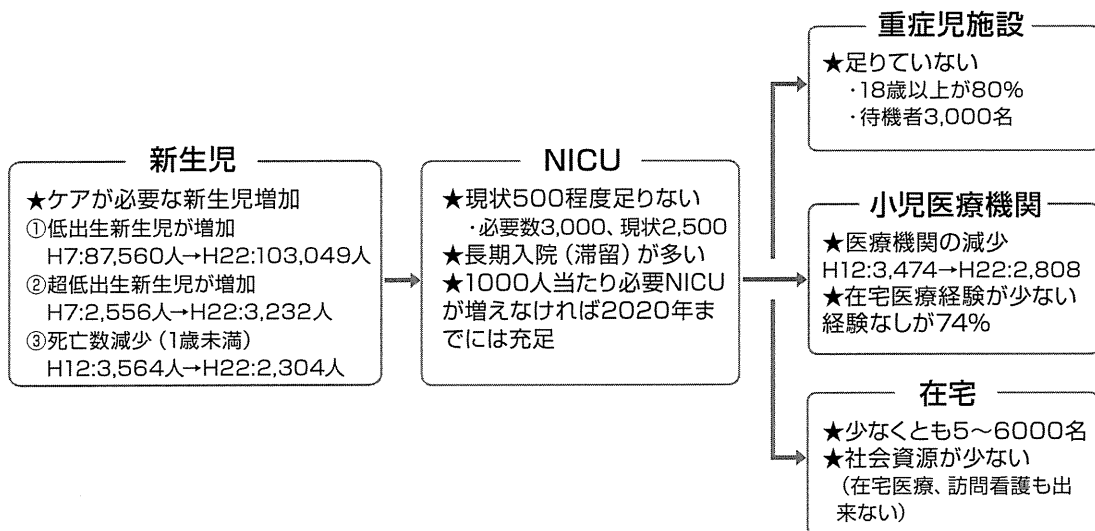 新生児
★ケアが必要な新生児増加
①低出生新生児が増加
H7:87,560人→H22:103,049人
②超低出生新生児が増加
H7:2,556人→H22:3,232人
③死亡数減少（1歳未満）
H12:3,564人→H22:2,304人
NICU
★現状500程度足りない
・必要数3,000、現状2,500
★長期入院（滞留）が多い
★1000人当たり必要NICU
が増えなければ2020年ま
でには充足
重症児施設
★足りていない
・18歳以上が80%
・待機者3,000名
小児医療機関
★医療機関の減少
H12:3,474→H22:2,808
★在宅医療経験が少ない
経験なしが74%
在宅
★少なくとも5〜6000名
★社会資源が少ない
（在宅医療、訪問看護も出
来ない）